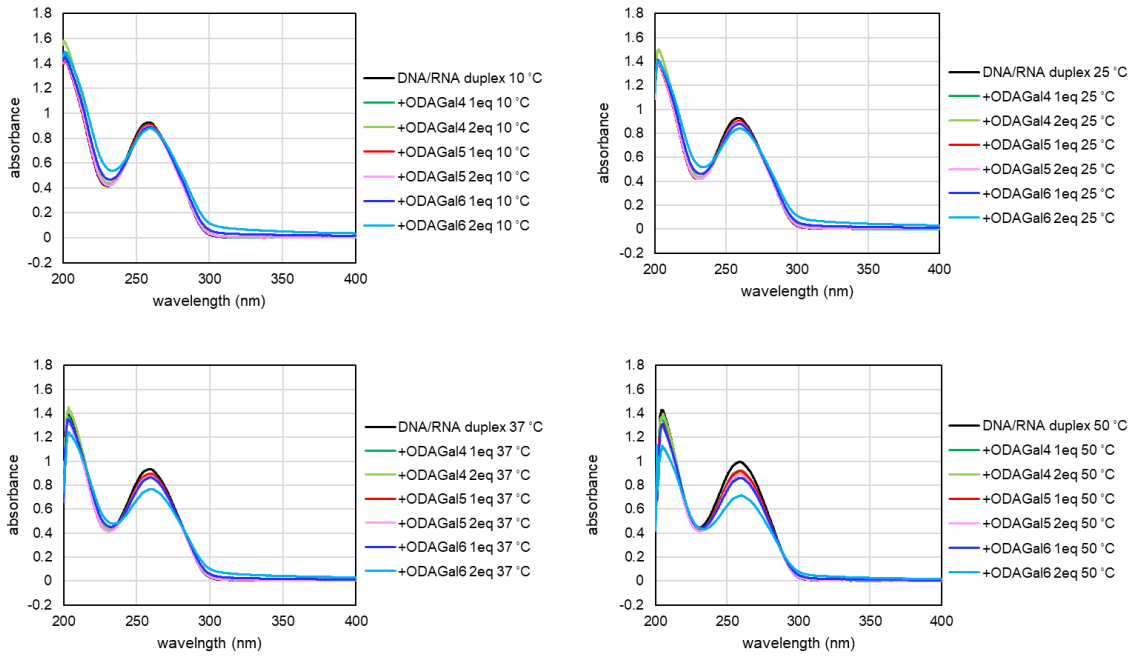 1.8
1.6
1.4
1.2
1
0.8
0.6
0.4
0.2
0
-0.2
absorbance
200
250
300
350
400
wavelength (nm)
DNA/RNA duplex 10 °C
+ODAGal4 1eq 10 °C
+ODAGal4 2eq 10 °C
+ODAGal5 1eq 10 °C
+ODAGal5 2eq 10 °C
+ODAGal6 1eq 10 °C
+ODAGal6 2eq 10 °C
1.8
1.6
1.4
1.2
1
0.8
0.6
0.4
0.2
0
-0.2
absorbance
200
250
300
350
400
wavelength (nm)
DNA/RNA duplex 25 °C
+ODAGal4 1eq 25 °C
+ODAGal4 2eq 25 °C
+ODAGal5 1eq 25 °C
+ODAGal5 2eq 25 °C
+ODAGal6 1eq 25 °C
+ODAGal6 2eq 25 °C
1.8
1.6
1.4
1.2
1
0.8
0.6
0.4
0.2
0
-0.2
absorbance
200
250
300
350
400
wavelngth (nm)
DNA/RNA duplex 37 °C
+ODAGal4 1eq 37 °C
+ODAGal4 2eq 37 °C
+ODAGal5 1eq 37 °C
+ODAGal5 2eq 37 °C
+ODAGal6 1eq 37 °C
+ODAGal6 2eq 37 °C
1.8
1.6
1.4
1.2
1
0.8
0.6
0.4
0.2
0
-0.2
absorbance
200
250
300
350
400
wavelength (nm)
DNA/RNA duplex 50 °C
+ODAGal4 1eq 50 °C
+ODAGal4 2eq 50 °C
+ODAGal5 1eq 50 °C
+ODAGal5 2eq 50 °C
+ODAGal6 1eq 50 °C
+ODAGal6 2eq 50 °C